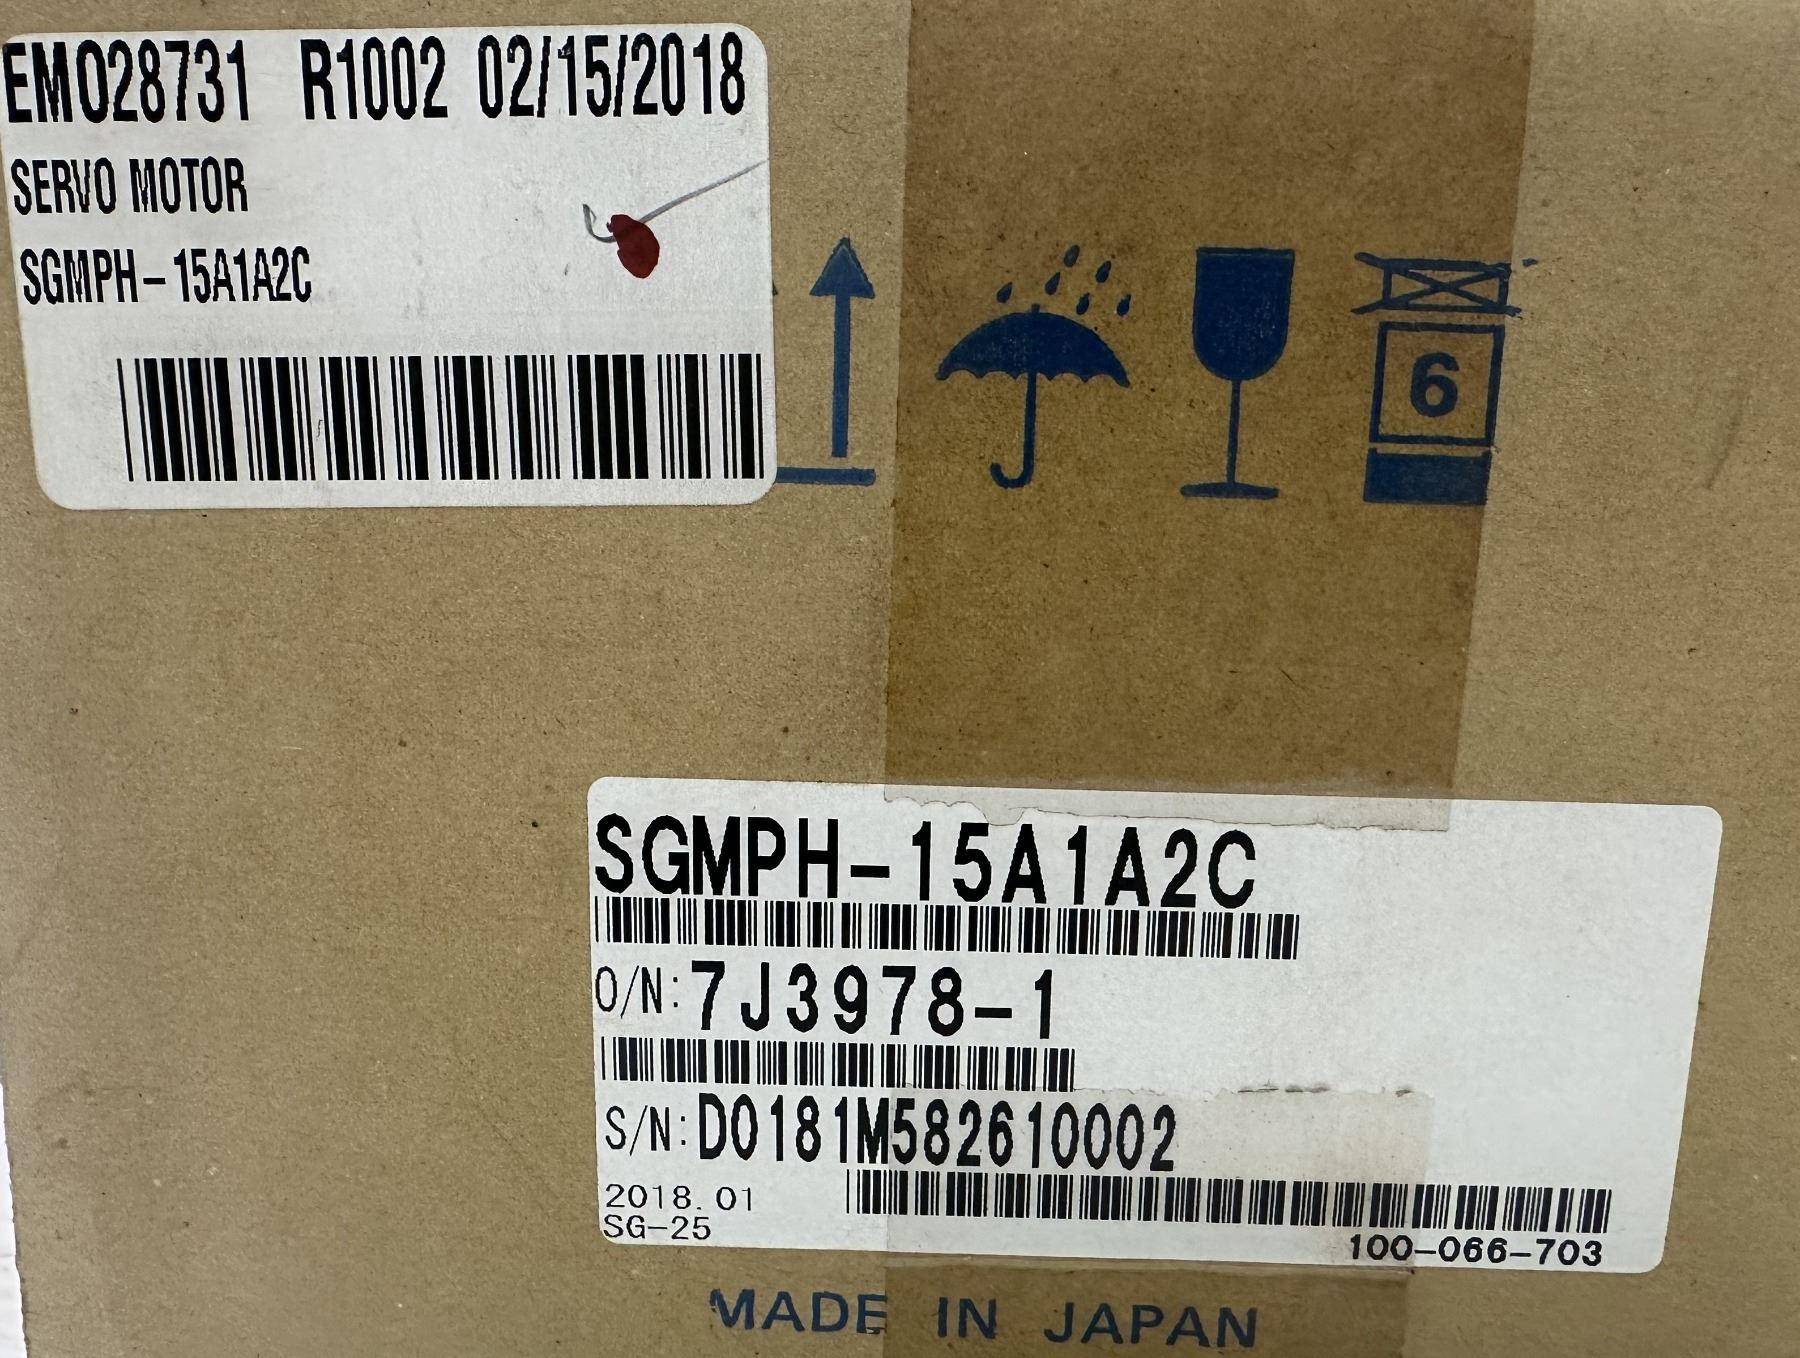 EM028731 R1002 02/15/2018
SERVO MOTOR
SGMPH-15A1A2C
6
SGMPH-15A1A2C
O/N: 7J3978-1
S/N: D0181M582610002
2018.01
SG-25
100-066-703
MADE IN JAPAN